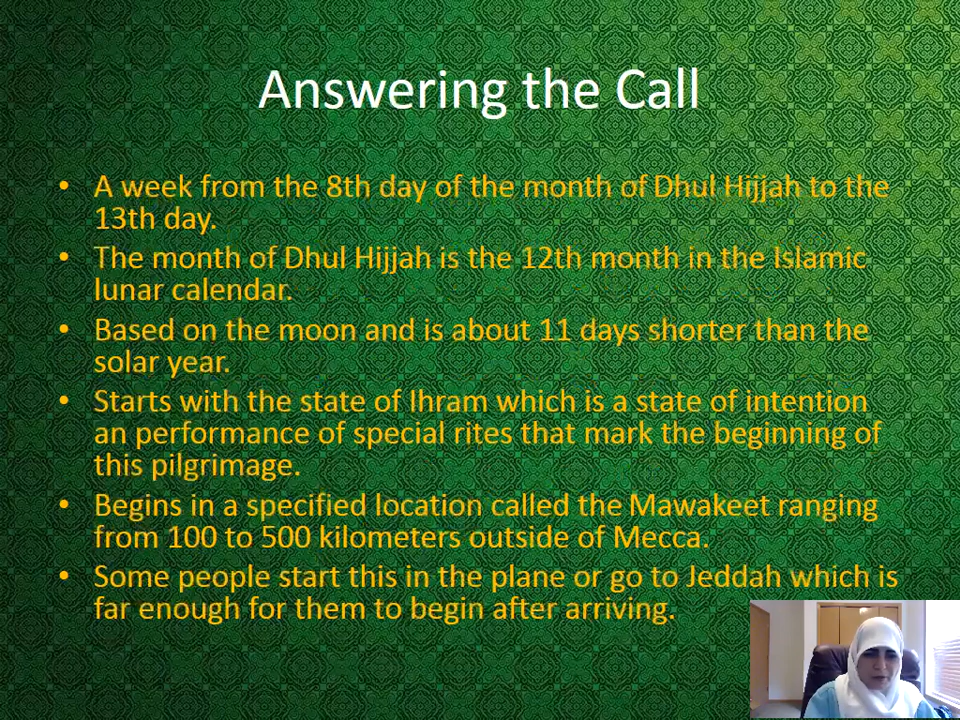 Answering the Call
• A week from the 8th day of the month of Dhul Hijjah to the
13th day.
• The month of Dhul Hijjah is the 12th month in the Islamic
lunar calendar.
• Based on the moon and is about 11 days shorter than the
solar year.
• Starts with the state of Ihram which is a state of intention
an performance of special rites that mark the beginning of
this pilgrimage.
• Begins in a specified location called the Mawakeet ranging
from 100 to 500 kilometers outside of Mecca.
• Some people start this in the plane or go to Jeddah which is
far enough for them to begin after arriving.